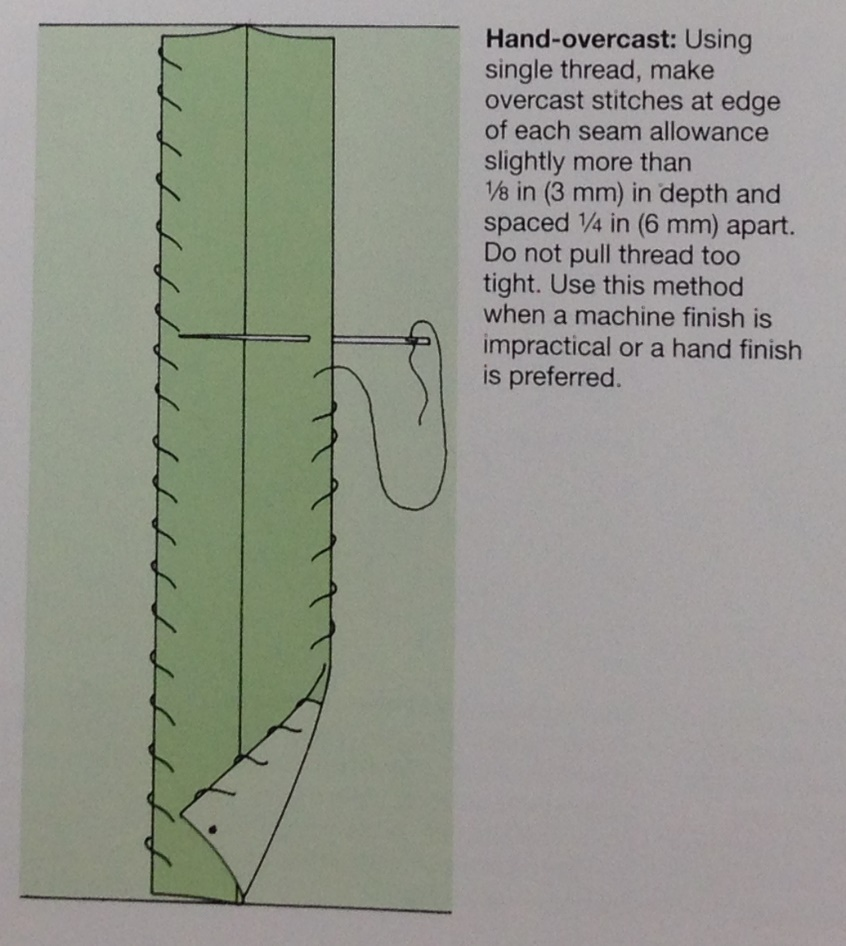 Hand-overcast: Using
single thread, make
overcast stitches at edge
of each seam allowance
slightly more than
⅛ in (3 mm) in depth and
spaced ¼ in (6 mm) apart.
Do not pull thread too
tight. Use this method
when a machine finish is
impractical or a hand finish
is preferred.